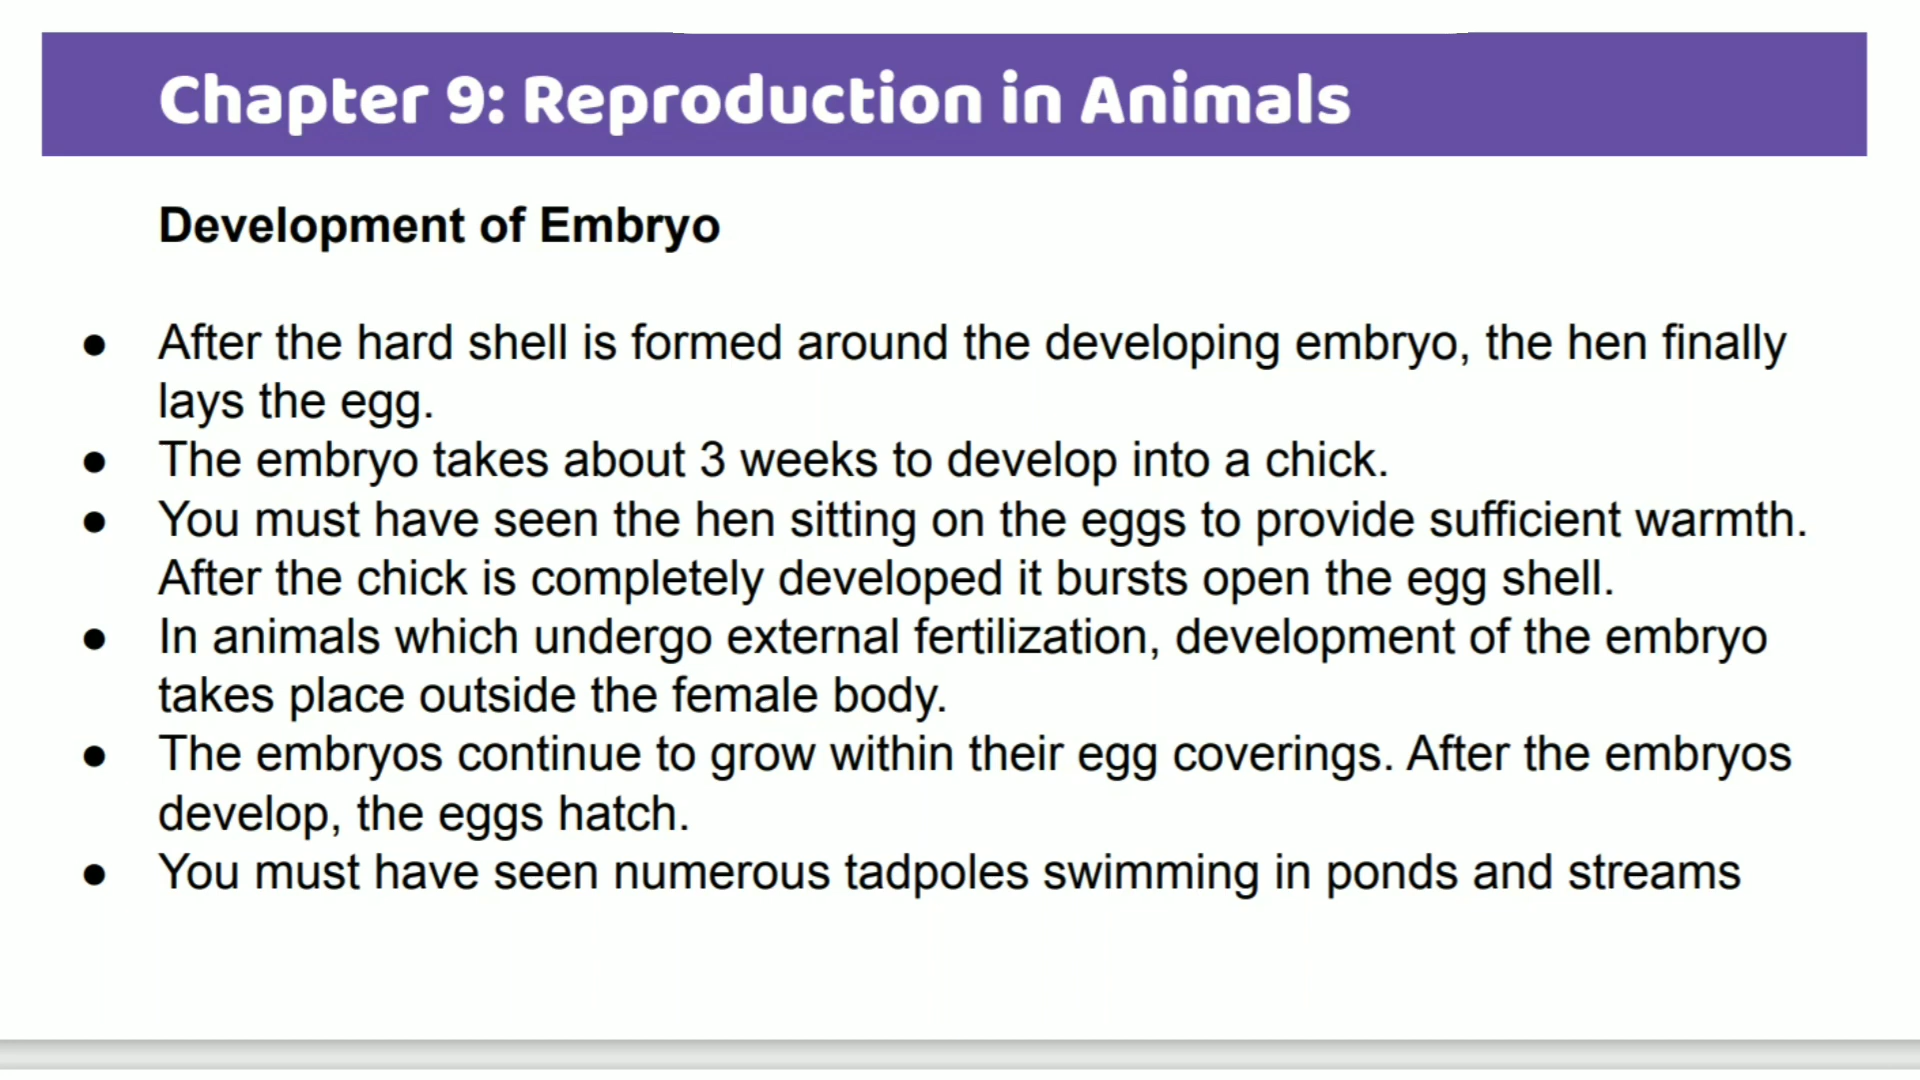 Chapter 9: Reproduction in Animals
Development of Embryo
● After the hard shell is formed around the developing embryo, the hen finally
lays the egg.
● The embryo takes about 3 weeks to develop into a chick.
● You must have seen the hen sitting on the eggs to provide sufficient warmth.
After the chick is completely developed it bursts open the egg shell.
● In animals which undergo external fertilization, development of the embryo
takes place outside the female body.
● The embryos continue to grow within their egg coverings. After the embryos
develop, the eggs hatch.
● You must have seen numerous tadpoles swimming in ponds and streams